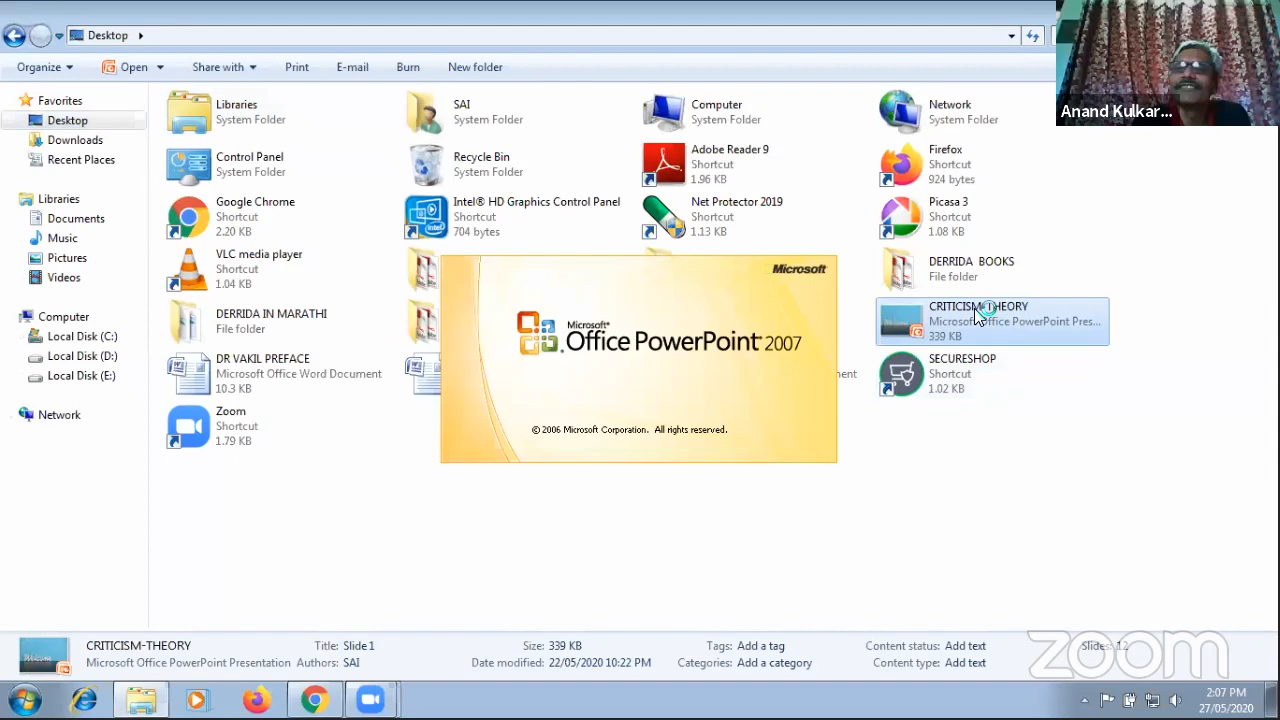 Desktop
Organize
Open
Share with
Print
E-mail
Burn
New folder
Anand Kulkar...
Favorites
Desktop
Downloads
Recent Places
Libraries
Documents
Music
Pictures
Videos
Computer
Local Disk (C:)
Local Disk (D:)
Local Disk (E:)
Network
Libraries
System Folder
SAI
System Folder
Computer
System Folder
Network
System Folder
Control Panel
System Folder
Recycle Bin
System Folder
Adobe Reader 9
Shortcut
1.96 KB
Firefox
Shortcut
924 bytes
Google Chrome
Shortcut
2.20 KB
Intel® HD Graphics Control Panel
Shortcut
704 bytes
Net Protector 2019
Shortcut
1.13 KB
Picasa 3
Shortcut
1.08 KB
VLC media player
Shortcut
1.04 KB
DERRIDA BOOKS
File folder
DERRIDA IN MARATHI
File folder
CRITICISM-THEORY
Microsoft Office PowerPoint Pres...
339 KB
DR VAKIL PREFACE
Microsoft Office Word Document
10.3 KB
SECURESHOP
Shortcut
1.02 KB
Zoom
Shortcut
1.79 KB
Microsoft
Microsoft®
Office PowerPoint® 2007
© 2006 Microsoft Corporation. All rights reserved.
CRITICISM-THEORY
Microsoft Office PowerPoint Presentation
Title: Slide 1
Authors: SAI
Size: 339 KB
Date modified: 22/05/2020 10:22 PM
Tags: Add a tag
Categories: Add a category
Content status: Add text
Content type: Add text
Slides: 12
zoom
2:07 PM
27/05/2020